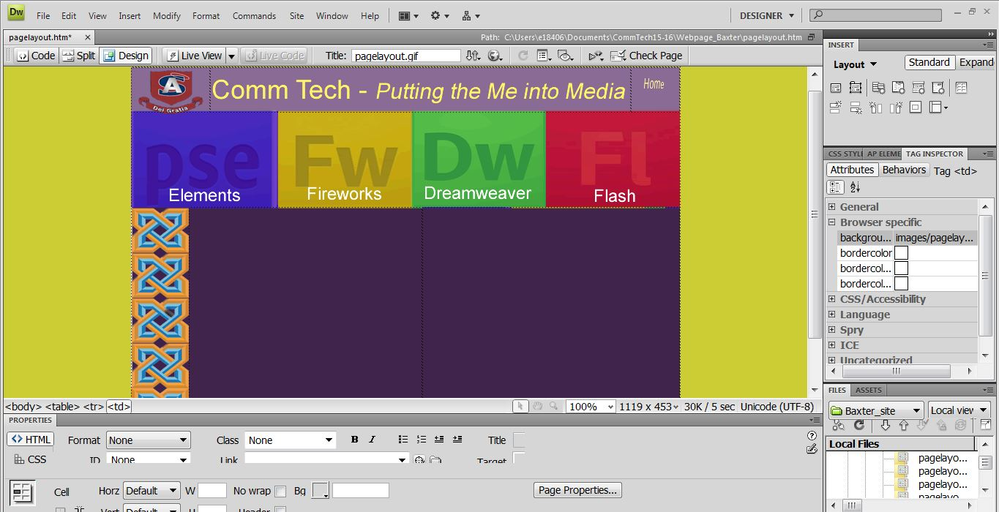 Dw File Edit View Insert Modify Format Commands Site Window Help DESIGNER
pagelayout.htm* Path: C:\Users\e18406\Documents\CommTech15-16\Webpage_Baxter\pagelayout.htm
Code Split Design Live View Live Code Title: pagelayout.gif Check Page
SA
Dei Gratia
Comm Tech - Putting the Me into Media
Home
pse Fw Dw Fl
Elements Fireworks Dreamweaver Flash
<body> <table> <tr> <td> 100% 1119 x 453 30K / 5 sec Unicode (UTF-8)
INSERT
Layout Standard Expand
CSS STYL AP ELEME TAG INSPECTOR
Attributes Behaviors Tag <td>
General
Browser specific
backgrou... images/pagelay...
bordercolor
bordercol...
bordercol...
CSS/Accessibility
Language
Spry
ICE
Uncategorized
FILES ASSETS
Baxter_site Local view
Local Files
pagelayo...
pagelayo...
pagelayo...
pagelayo...
PROPERTIES
HTML Format None Class None B I Title
CSS ID None Link Target
Cell Horz Default W No wrap Bg Page Properties...
Vert Default H Header